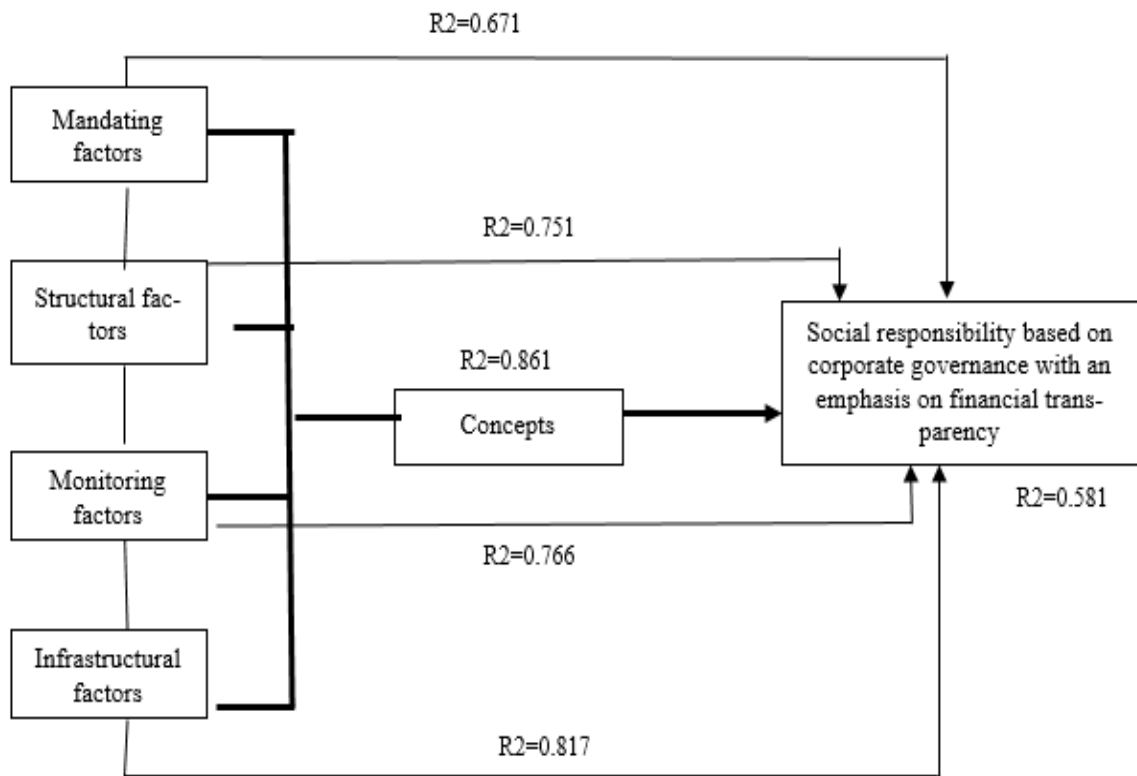 R2=0.671
Mandating
factors
R2=0.751
Structural fac-
tors
Social responsibility based on
corporate governance with an
emphasis on financial trans-
parency
R2=0.861
Concepts
Monitoring
factors
R2=0.581
R2=0.766
Infrastructural
factors
R2=0.817